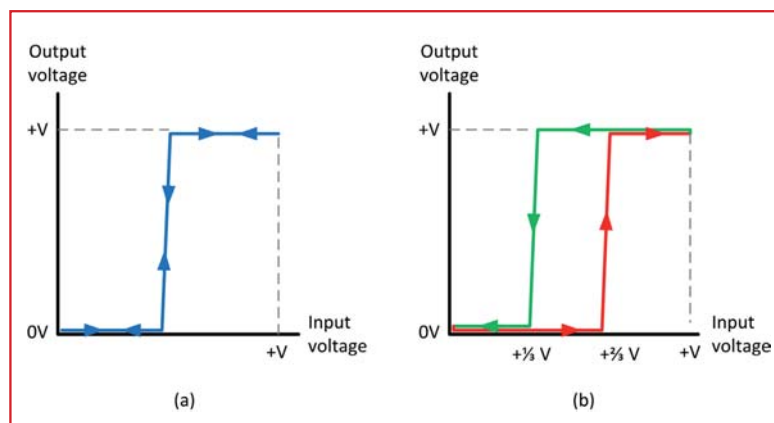 Output
voltage
+V
0V
Input
voltage
+V
(a)
Output
voltage
+V
0V
Input
voltage
+⅓ V
+⅔ V
+V
(b)